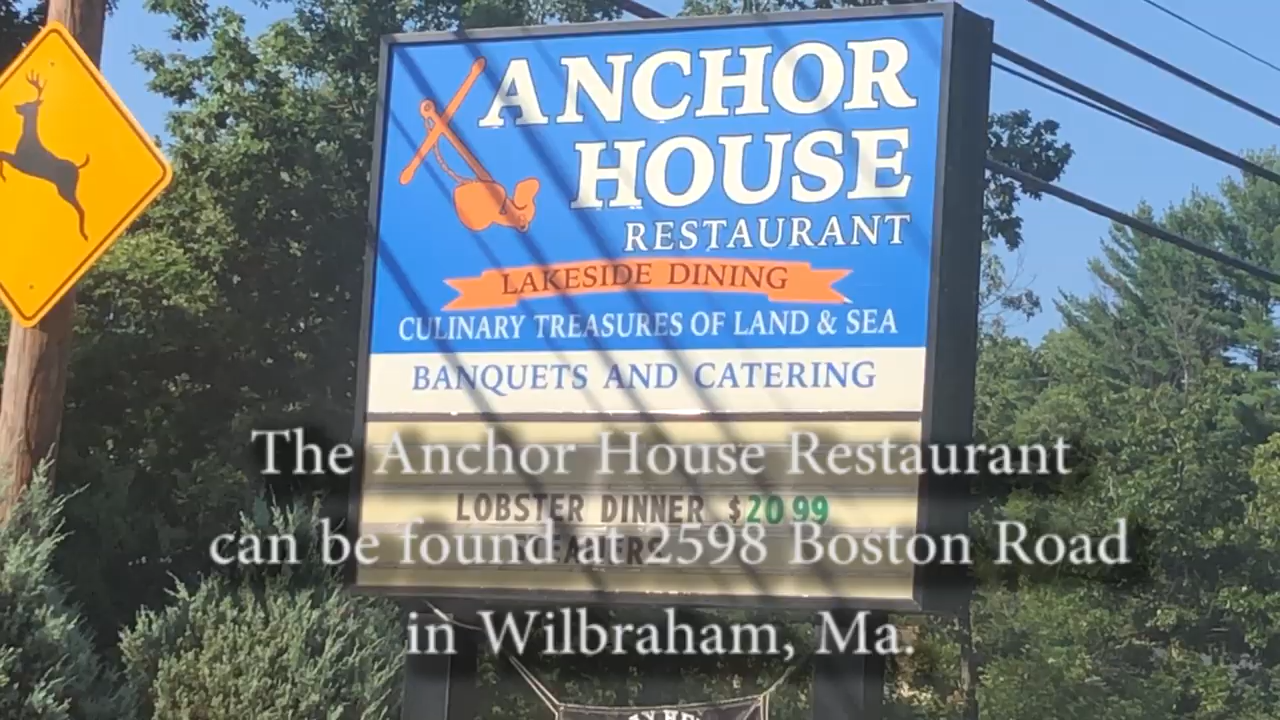 ANCHOR
HOUSE
RESTAURANT
LAKESIDE DINING
CULINARY TREASURES OF LAND & SEA
BANQUETS AND CATERING
The Anchor House Restaurant
LOBSTER DINNER $20 99
can be found at 2598 Boston Road
in Wilbraham, Ma.